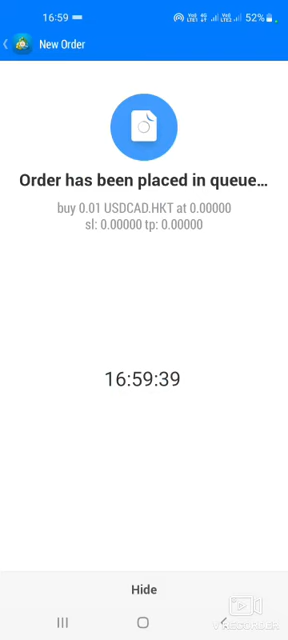 16:59
52%
New Order
Order has been placed in queue...
buy 0.01 USDCAD.HKT at 0.00000
sl: 0.00000 tp: 0.00000
16:59:39
Hide